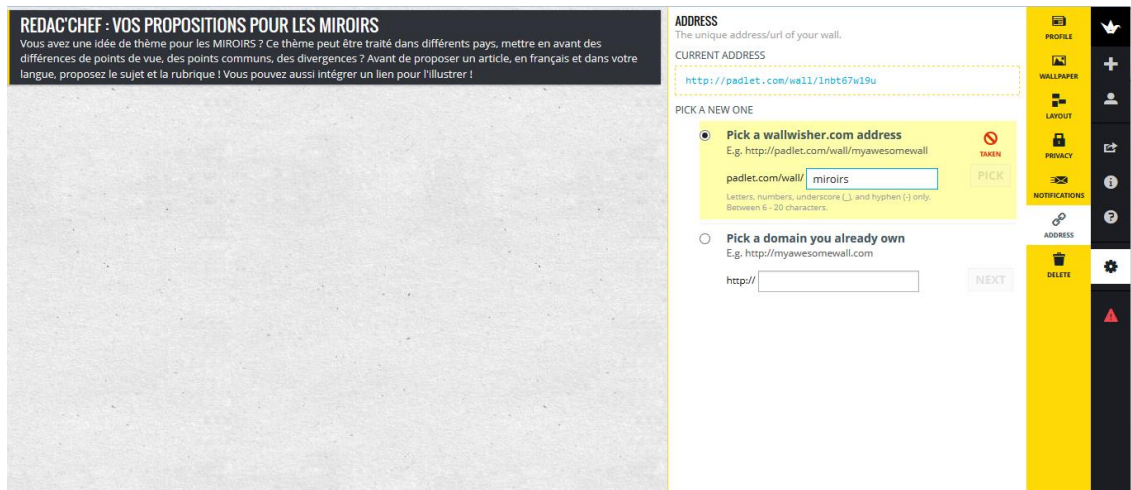 REDAC'CHEF : VOS PROPOSITIONS POUR LES MIROIRS
Vous avez une idée de thème pour les MIROIRS ? Ce thème peut être traité dans différents pays, mettre en avant des
différences de points de vue, des points communs, des divergences ? Avant de proposer un article, en français et dans votre
langue, proposez le sujet et la rubrique ! Vous pouvez aussi intégrer un lien pour l'illustrer !
ADDRESS
The unique address/url of your wall.
CURRENT ADDRESS
http://padlet.com/wall/lnbt67w19u
PICK A NEW ONE
Pick a wallwisher.com address
E.g. http://padlet.com/wall/myawesomewall
TAKEN
padlet.com/wall/ miroirs
PICK
Letters, numbers, underscore (_), and hyphen (-) only.
Between 6 - 20 characters.
Pick a domain you already own
E.g. http://myawesomewall.com
http://
NEXT
PROFILE
WALLPAPER
LAYOUT
PRIVACY
NOTIFICATIONS
ADDRESS
DELETE